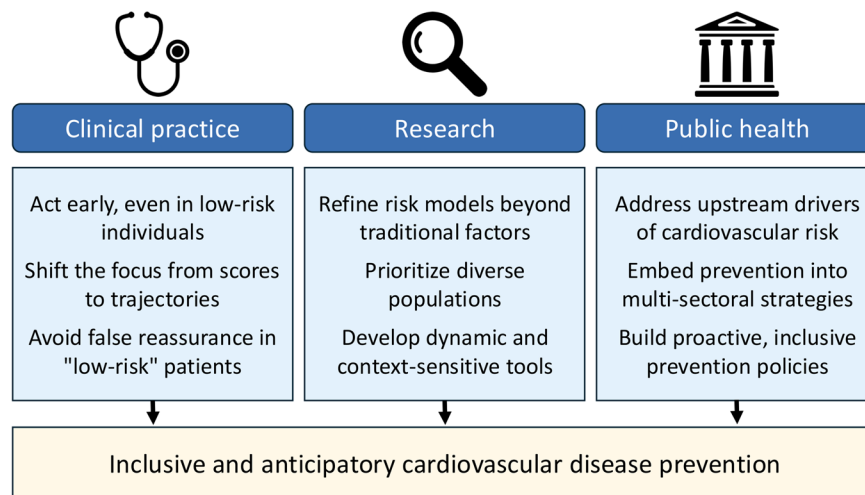 Clinical practice
Act early, even in low-risk
individuals
Shift the focus from scores
to trajectories
Avoid false reassurance in
"low-risk" patients
Research
Refine risk models beyond
traditional factors
Prioritize diverse
populations
Develop dynamic and
context-sensitive tools
Public health
Address upstream drivers
of cardiovascular risk
Embed prevention into
multi-sectoral strategies
Build proactive, inclusive
prevention policies
Inclusive and anticipatory cardiovascular disease prevention